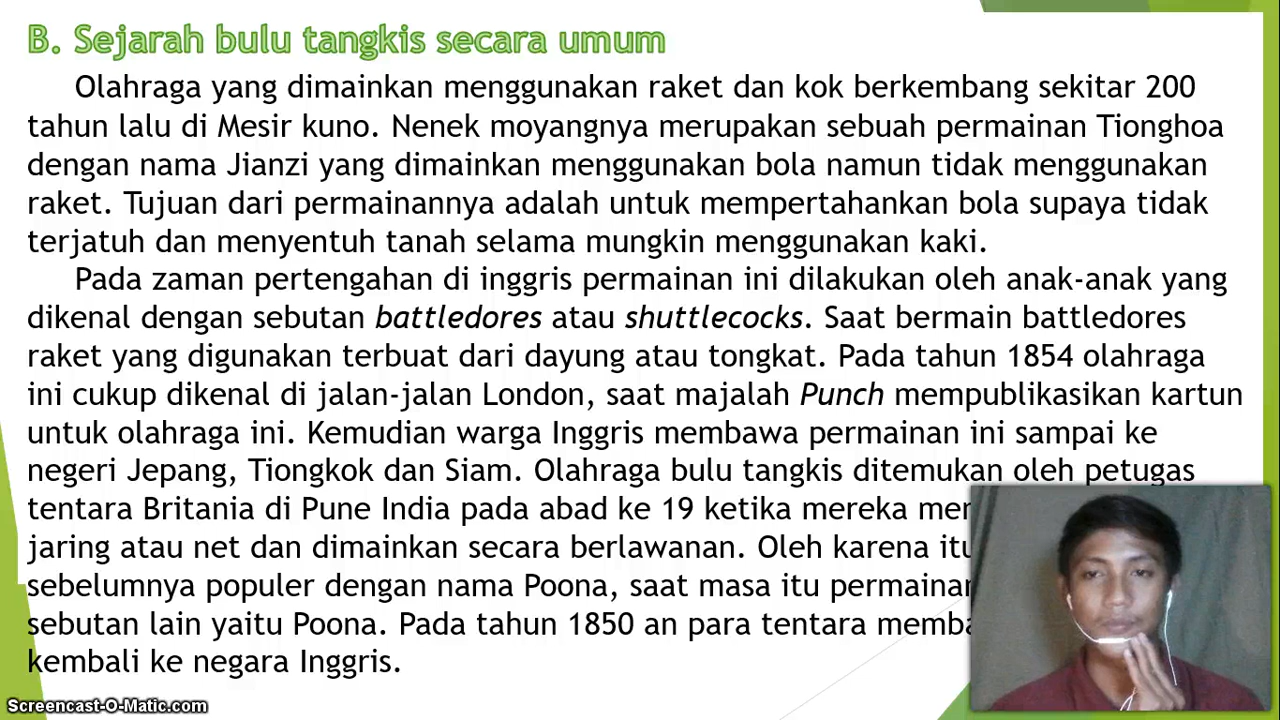 B. Sejarah bulu tangkis secara umum
Olahraga yang dimainkan menggunakan raket dan kok berkembang sekitar 200
tahun lalu di Mesir kuno. Nenek moyangnya merupakan sebuah permainan Tionghoa
dengan nama Jianzi yang dimainkan menggunakan bola namun tidak menggunakan
raket. Tujuan dari permainannya adalah untuk mempertahankan bola supaya tidak
terjatuh dan menyentuh tanah selama mungkin menggunakan kaki.
Pada zaman pertengahan di inggris permainan ini dilakukan oleh anak-anak yang
dikenal dengan sebutan battledores atau shuttlecocks. Saat bermain battledores
raket yang digunakan terbuat dari dayung atau tongkat. Pada tahun 1854 olahraga
ini cukup dikenal di jalan-jalan London, saat majalah Punch mempublikasikan kartun
untuk olahraga ini. Kemudian warga Inggris membawa permainan ini sampai ke
negeri Jepang, Tiongkok dan Siam. Olahraga bulu tangkis ditemukan oleh petugas
tentara Britania di Pune India pada abad ke 19 ketika mereka
jaring atau net dan dimainkan secara berlawanan. Oleh karena itu
sebelumnya populer dengan nama Poona, saat masa itu
sebutan lain yaitu Poona. Pada tahun 1850 an para tentara
kembali ke negara Inggris.
Screencast-O-Matic.com